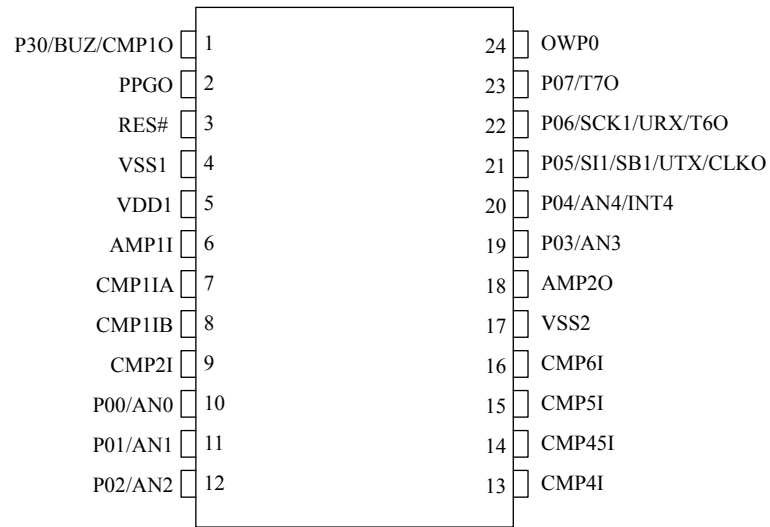 P30/BUZ/CMP1O 1 24 OWP0
PPGO 2 23 P07/T7O
RES# 3 22 P06/SCK1/URX/T6O
VSS1 4 21 P05/SI1/SB1/UTX/CLKO
VDD1 5 20 P04/AN4/INT4
AMP1I 6 19 P03/AN3
CMP1IA 7 18 AMP2O
CMP1IB 8 17 VSS2
CMP2I 9 16 CMP6I
P00/AN0 10 15 CMP5I
P01/AN1 11 14 CMP45I
P02/AN2 12 13 CMP4I